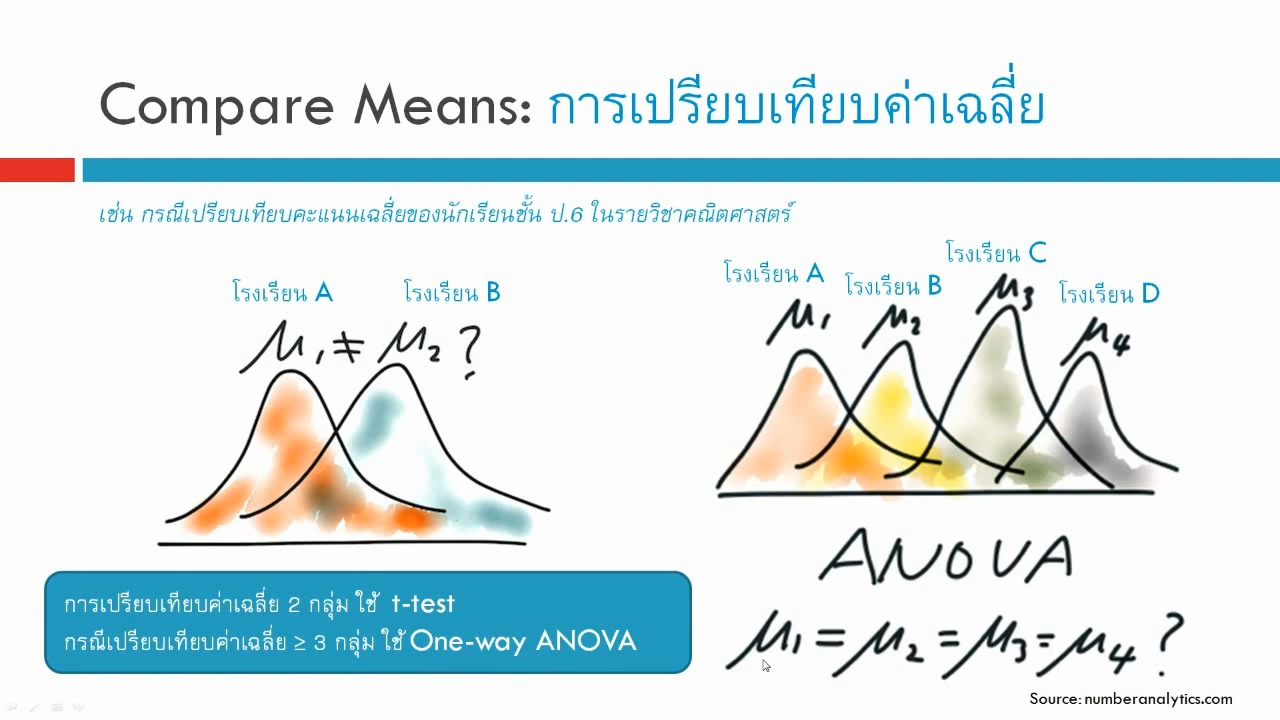 Compare Means: การเปรียบเทียบค่าเฉลี่ย
เช่น กรณีเปรียบเทียบคะแนนเฉลี่ยของนักเรียนชั้น ป.6 ในรายวิชาคณิตศาสตร์
โรงเรียน A โรงเรียน B
μ₁ ≠ μ₂ ?
โรงเรียน A โรงเรียน B โรงเรียน C โรงเรียน D
μ₁ μ₂ μ₃ μ₄
ANOVA
μ₁ = μ₂ = μ₃ = μ₄ ?
การเปรียบเทียบค่าเฉลี่ย 2 กลุ่ม ใช้ t-test
กรณีเปรียบเทียบค่าเฉลี่ย ≥ 3 กลุ่ม ใช้ One-way ANOVA
Source: numberanalytics.com